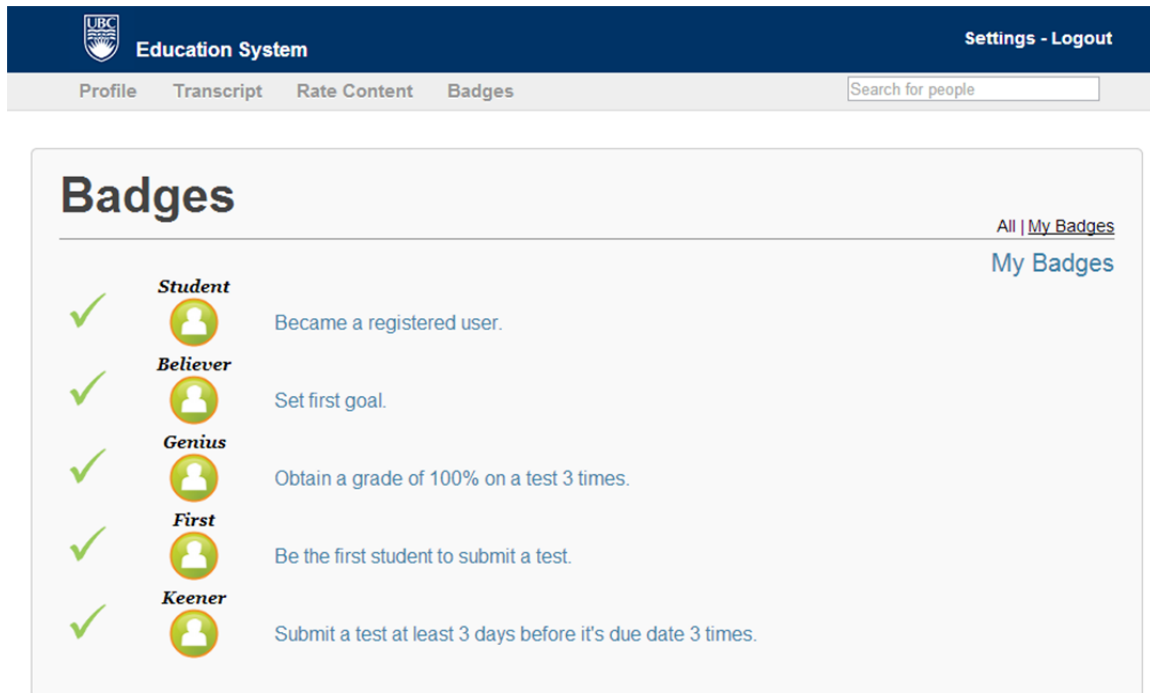 UBC
Education System
Settings - Logout
Profile Transcript Rate Content Badges
Search for people
Badges
All | My Badges
My Badges
Student
Became a registered user.
Believer
Set first goal.
Genius
Obtain a grade of 100% on a test 3 times.
First
Be the first student to submit a test.
Keener
Submit a test at least 3 days before it's due date 3 times.